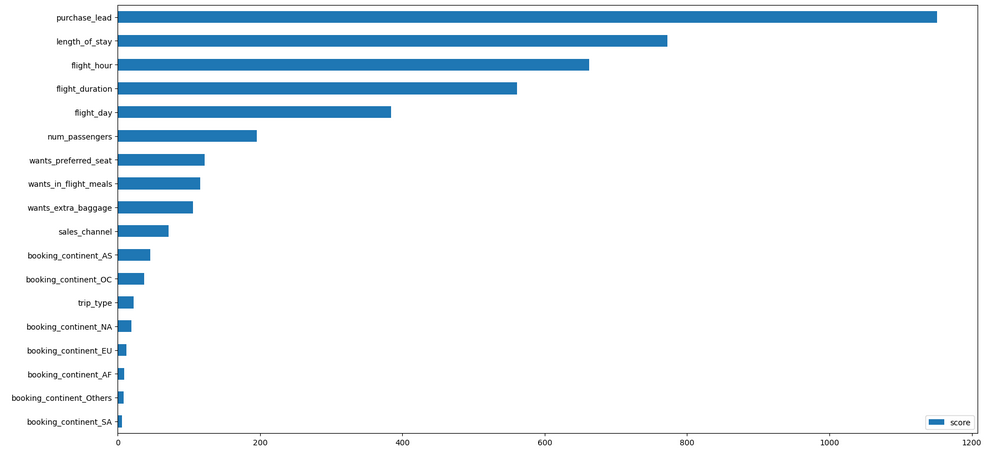 purchase_lead
length_of_stay
flight_hour
flight_duration
flight_day
num_passengers
wants_preferred_seat
wants_in_flight_meals
wants_extra_baggage
sales_channel
booking_continent_AS
booking_continent_OC
trip_type
booking_continent_NA
booking_continent_EU
booking_continent_AF
booking_continent_Others
booking_continent_SA
score
0 200 400 600 800 1000 1200